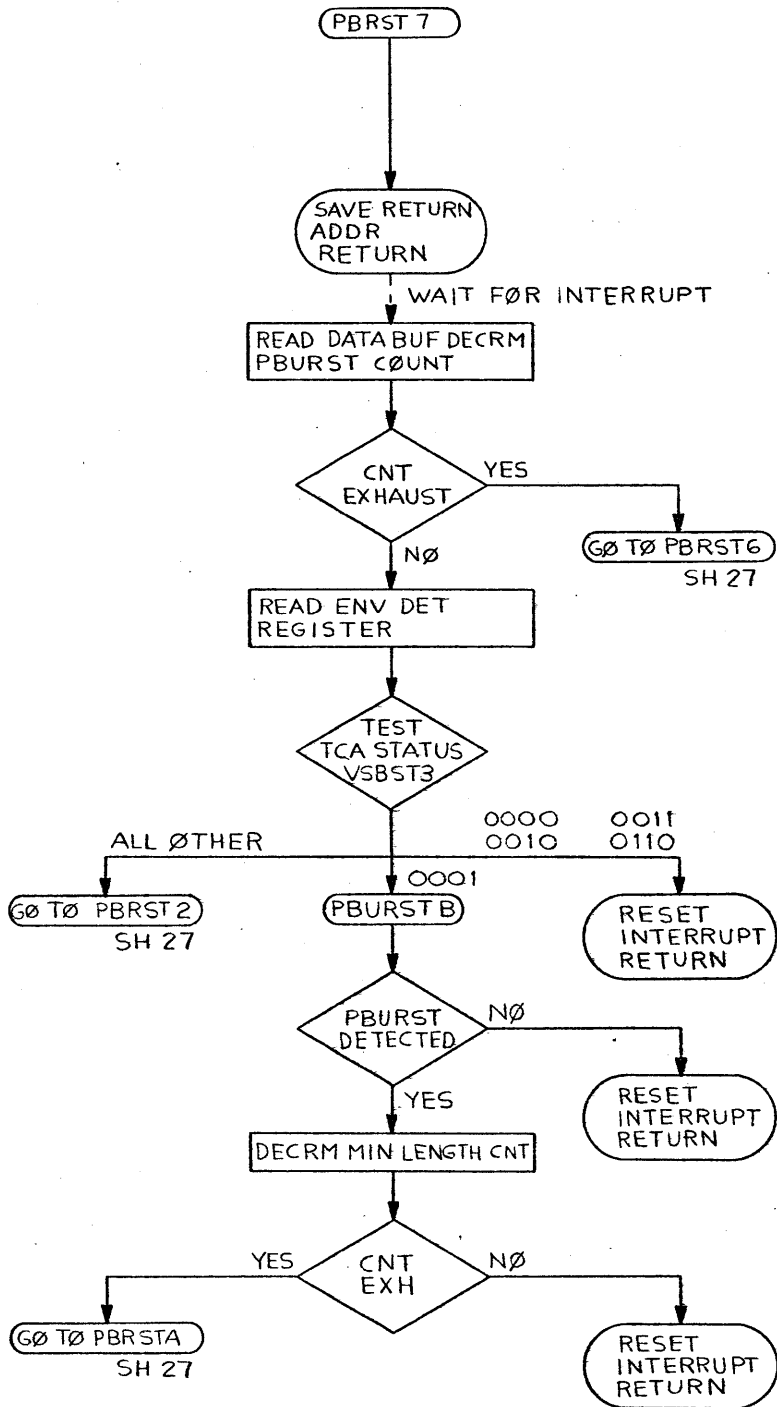 PBRST 7
SAVE RETURN
ADDR
RETURN
WAIT FØR INTERRUPT
READ DATA BUF DECRM
PBURST CØUNT
CNT
EXHAUST
YES
GØ TØ PBRST6
SH 27
NØ
READ ENV DET
REGISTER
TEST
TCA STATUS
VSBST3
ALL ØTHER
0000 0011
0010 0110
0001
GØ TØ PBRST 2
SH 27
PBURST B
RESET
INTERRUPT
RETURN
PBURST
DETECTED
NØ
RESET
INTERRUPT
RETURN
YES
DECRM MIN LENGTH CNT
CNT
EXH
YES
NØ
GØ TØ PBRSTA
SH 27
RESET
INTERRUPT
RETURN